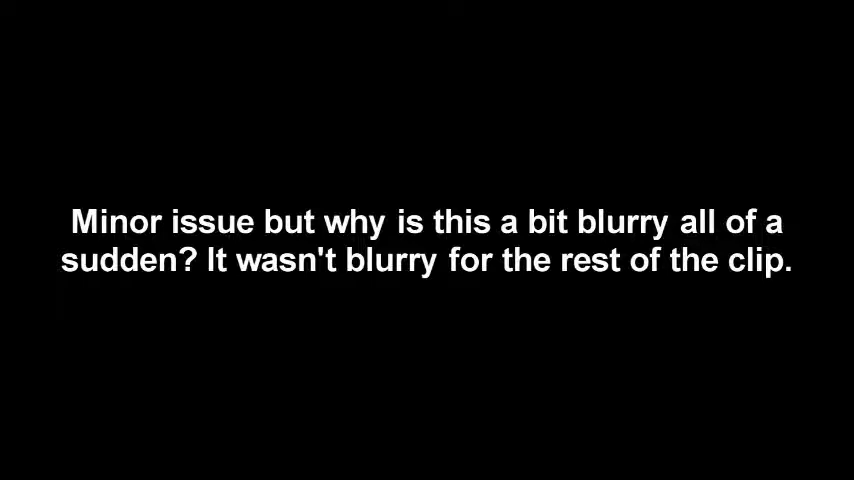 Minor issue but why is this a bit blurry all of a
sudden? It wasn't blurry for the rest of the clip.